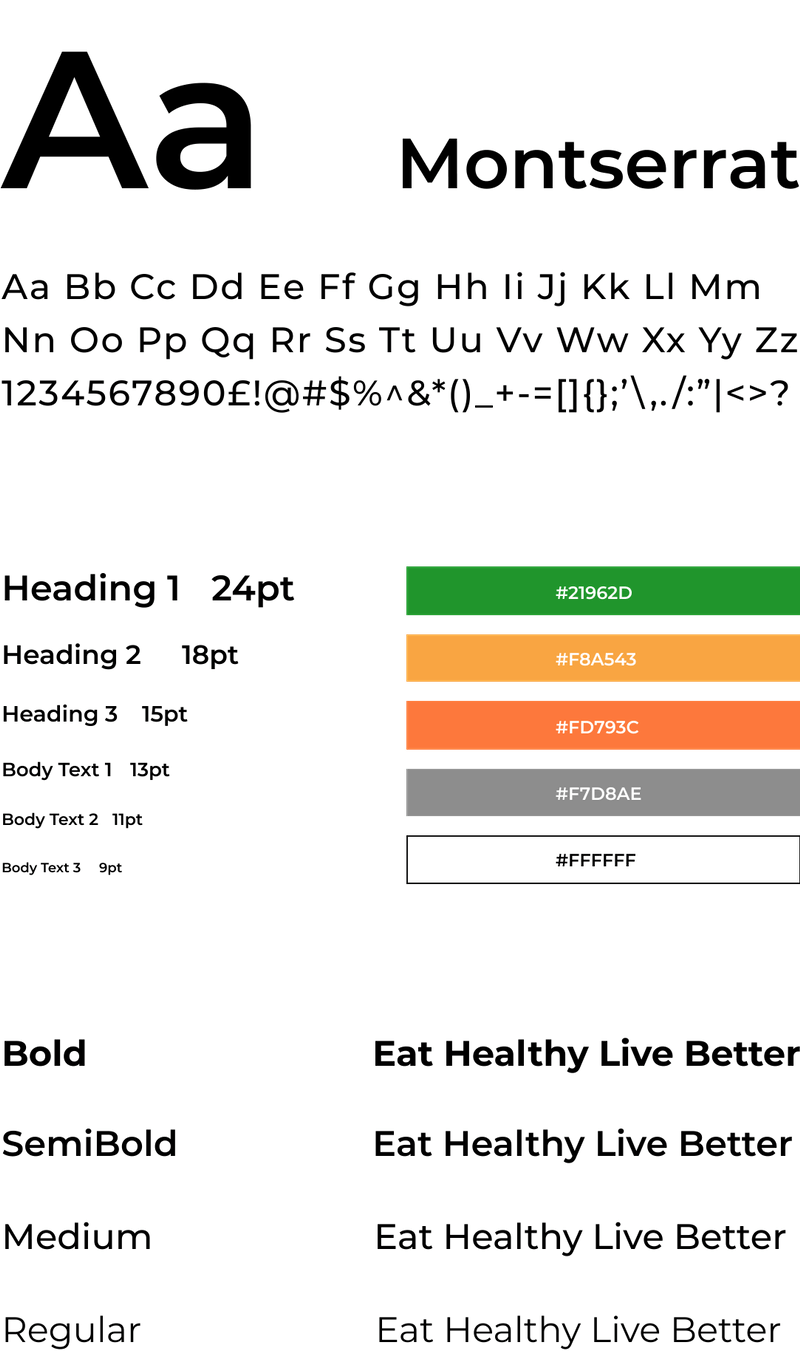 Aa
Montserrat
Aa Bb Cc Dd Ee Ff Gg Hh Ii Jj Kk Ll Mm
Nn Oo Pp Qq Rr Ss Tt Uu Vv Ww Xx Yy Zz
1234567890£!@#$%^&*()_+-=[]{};’\,./:”|<>?
Heading 1 24pt
Heading 2 18pt
Heading 3 15pt
Body Text 1 13pt
Body Text 2 11pt
Body Text 3 9pt
#21962D
#F8A543
#FD793C
#F7D8AE
#FFFFFF
Bold Eat Healthy Live Better
SemiBold Eat Healthy Live Better
Medium Eat Healthy Live Better
Regular Eat Healthy Live Better